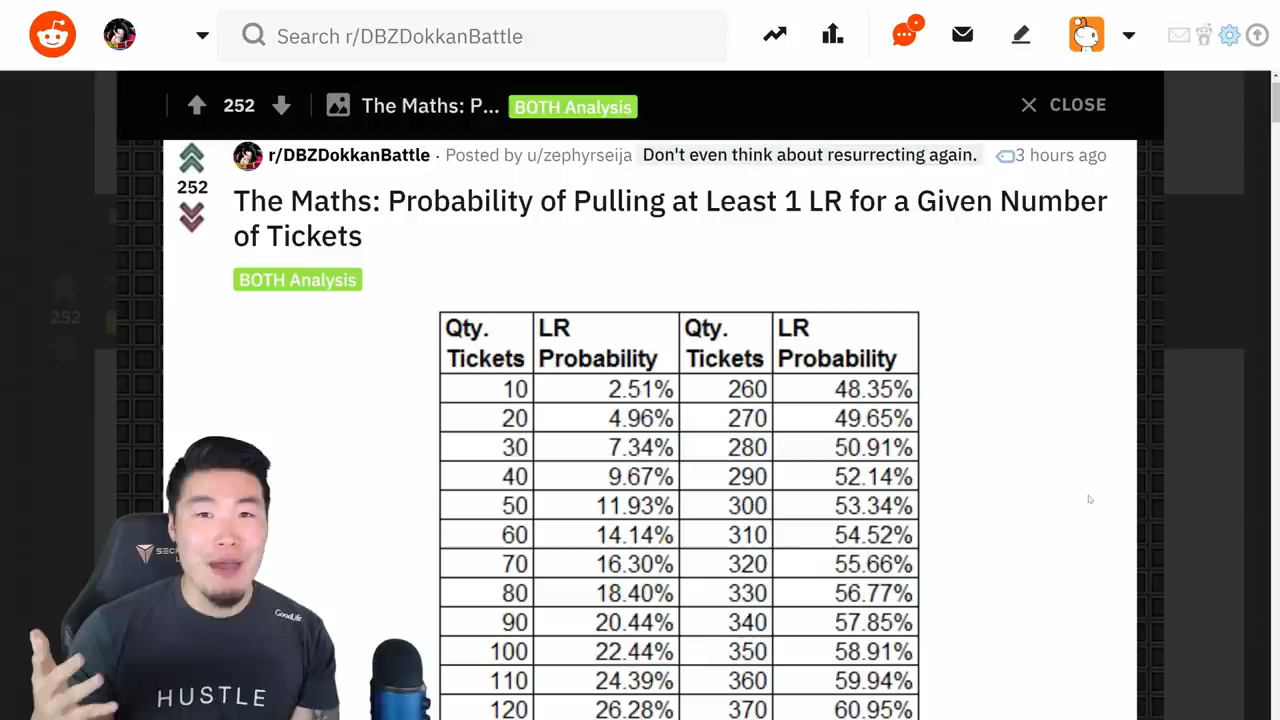 Search r/DBZDokkanBattle
252
The Maths: P...
BOTH Analysis
CLOSE
r/DBZDokkanBattle · Posted by u/zephyrseija
Don't even think about resurrecting again.
3 hours ago
252
The Maths: Probability of Pulling at Least 1 LR for a Given Number
of Tickets
BOTH Analysis
252
Qty. LR Qty. LR
Tickets Probability Tickets Probability
10 2.51% 260 48.35%
20 4.96% 270 49.65%
30 7.34% 280 50.91%
40 9.67% 290 52.14%
50 11.93% 300 53.34%
60 14.14% 310 54.52%
70 16.30% 320 55.66%
80 18.40% 330 56.77%
90 20.44% 340 57.85%
100 22.44% 350 58.91%
110 24.39% 360 59.94%
120 26.28% 370 60.95%
GoodLife
HUSTLE